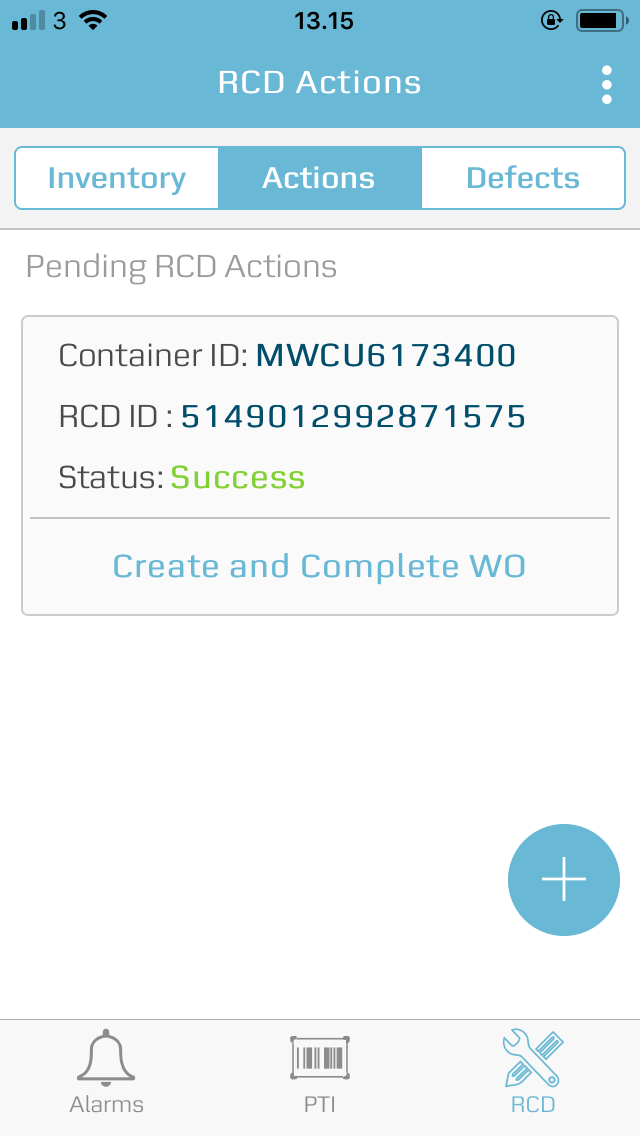 3 13.15
RCD Actions
Inventory Actions Defects
Pending RCD Actions
Container ID: MWCU6173400
RCD ID : 5149012992871575
Status: Success
Create and Complete WO
Alarms PTI RCD